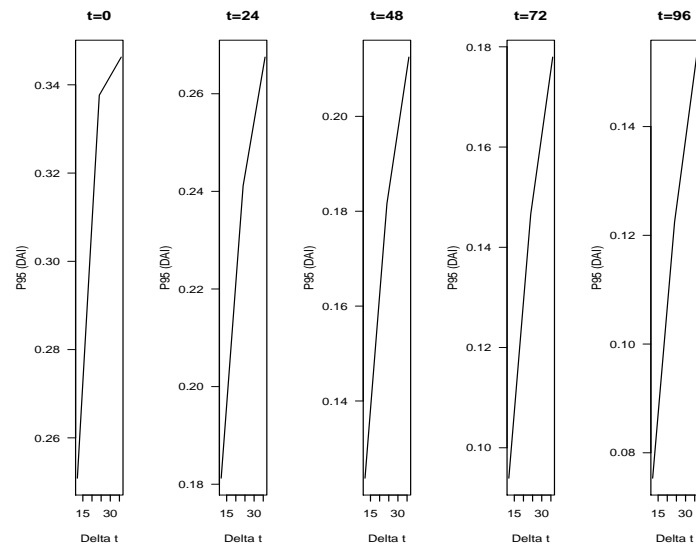 t=0
P95 (DAI)
0.34
0.32
0.30
0.28
0.26
15 30
Delta t
t=24
P95 (DAI)
0.26
0.24
0.22
0.20
0.18
15 30
Delta t
t=48
P95 (DAI)
0.20
0.18
0.16
0.14
15 30
Delta t
t=72
P95 (DAI)
0.18
0.16
0.14
0.12
0.10
15 30
Delta t
t=96
P95 (DAI)
0.14
0.12
0.10
0.08
15 30
Delta t